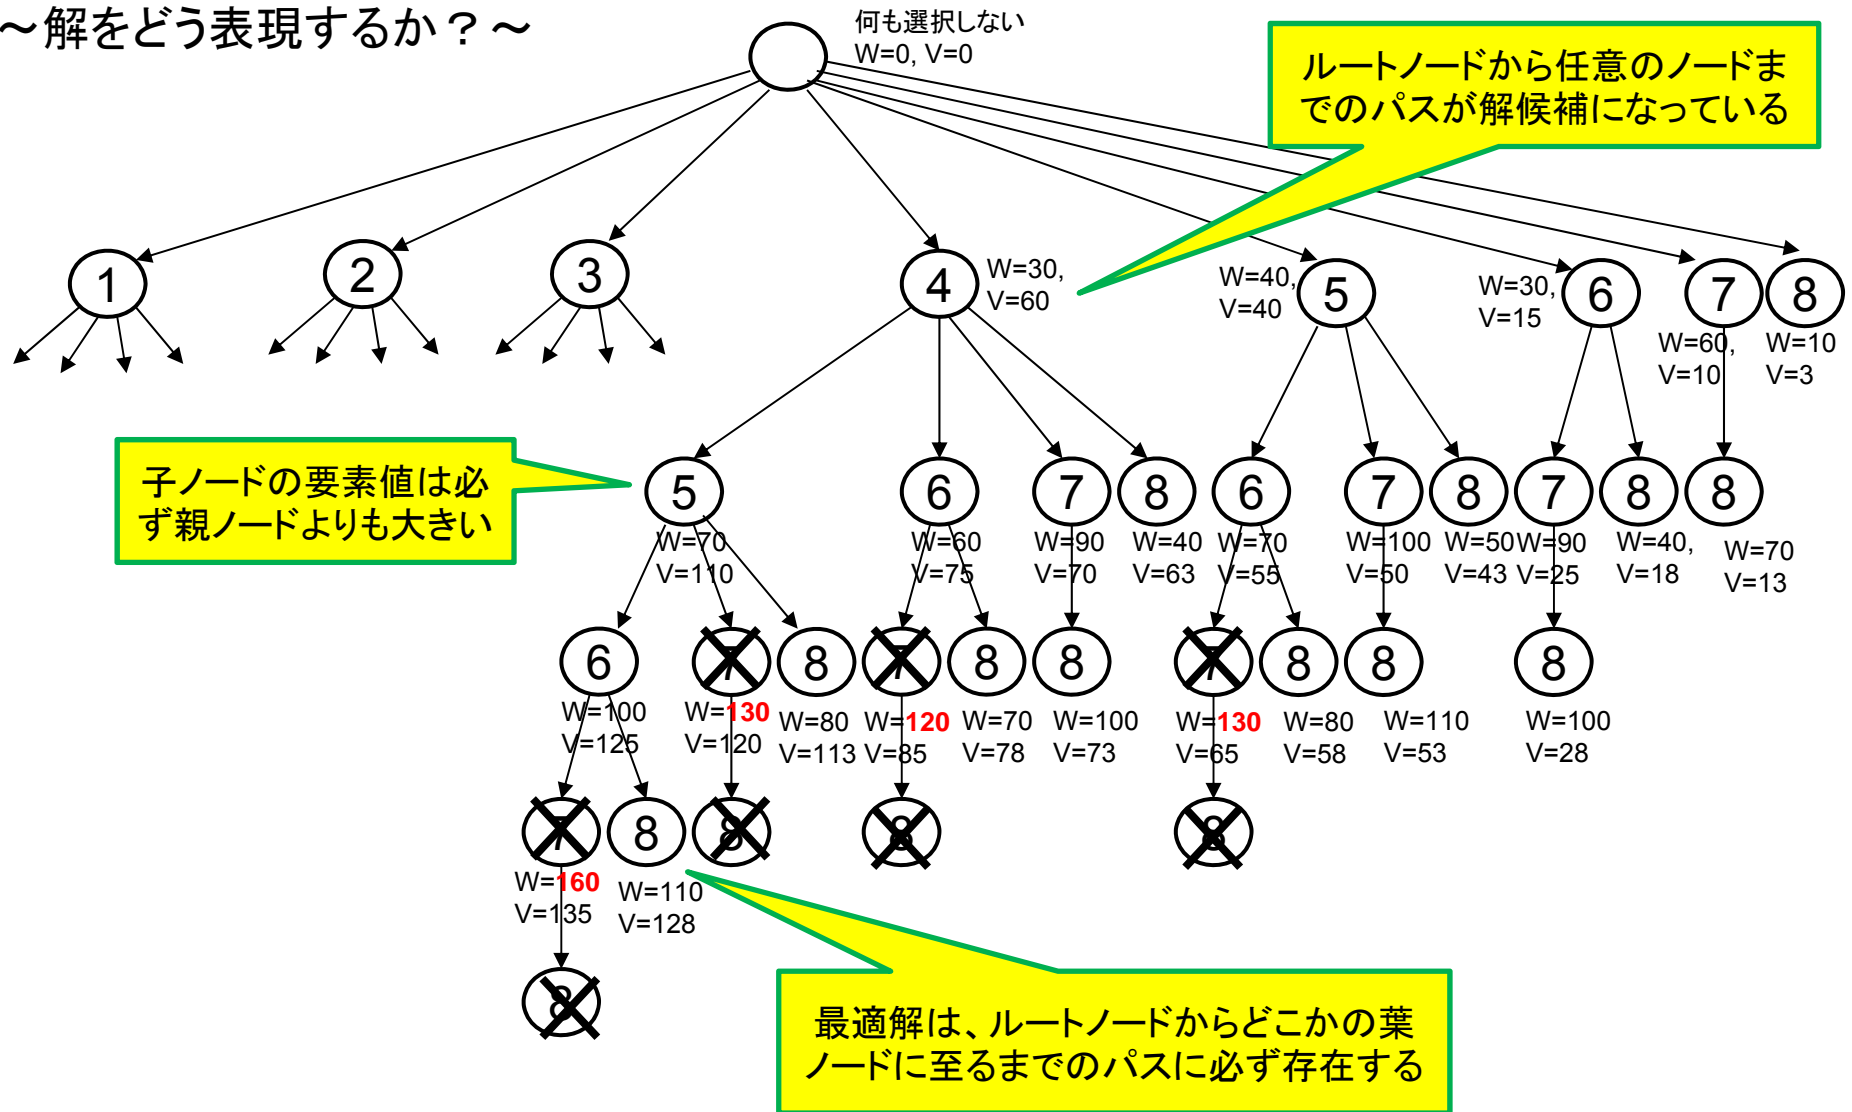 ~解をどう表現するか？~
何も選択しない
W=0, V=0
ルートノードから任意のノードま
でのパスが解候補になっている
1
2
3
4
W=30,
V=60
W=40,
V=40
5
W=30,
V=15
6
7
8
W=60,
V=10
W=10
V=3
子ノードの要素値は必
ず親ノードよりも大きい
5
6
7
8
6
7
8
7
8
8
W=70
V=110
W=60
V=75
W=90
V=70
W=40
V=63
W=70
V=55
W=100
V=50
W=50
V=43
W=90
V=25
W=40,
V=18
W=70
V=13
6
7
8
7
8
8
7
8
8
8
W=100
V=125
W=130
V=120
W=80
V=113
W=120
V=85
W=70
V=78
W=100
V=73
W=130
V=65
W=80
V=58
W=110
V=53
W=100
V=28
7
8
8
8
8
W=160
V=135
W=110
V=128
8
最適解は、ルートノードからどこかの葉
ノードに至るまでのパスに必ず存在する